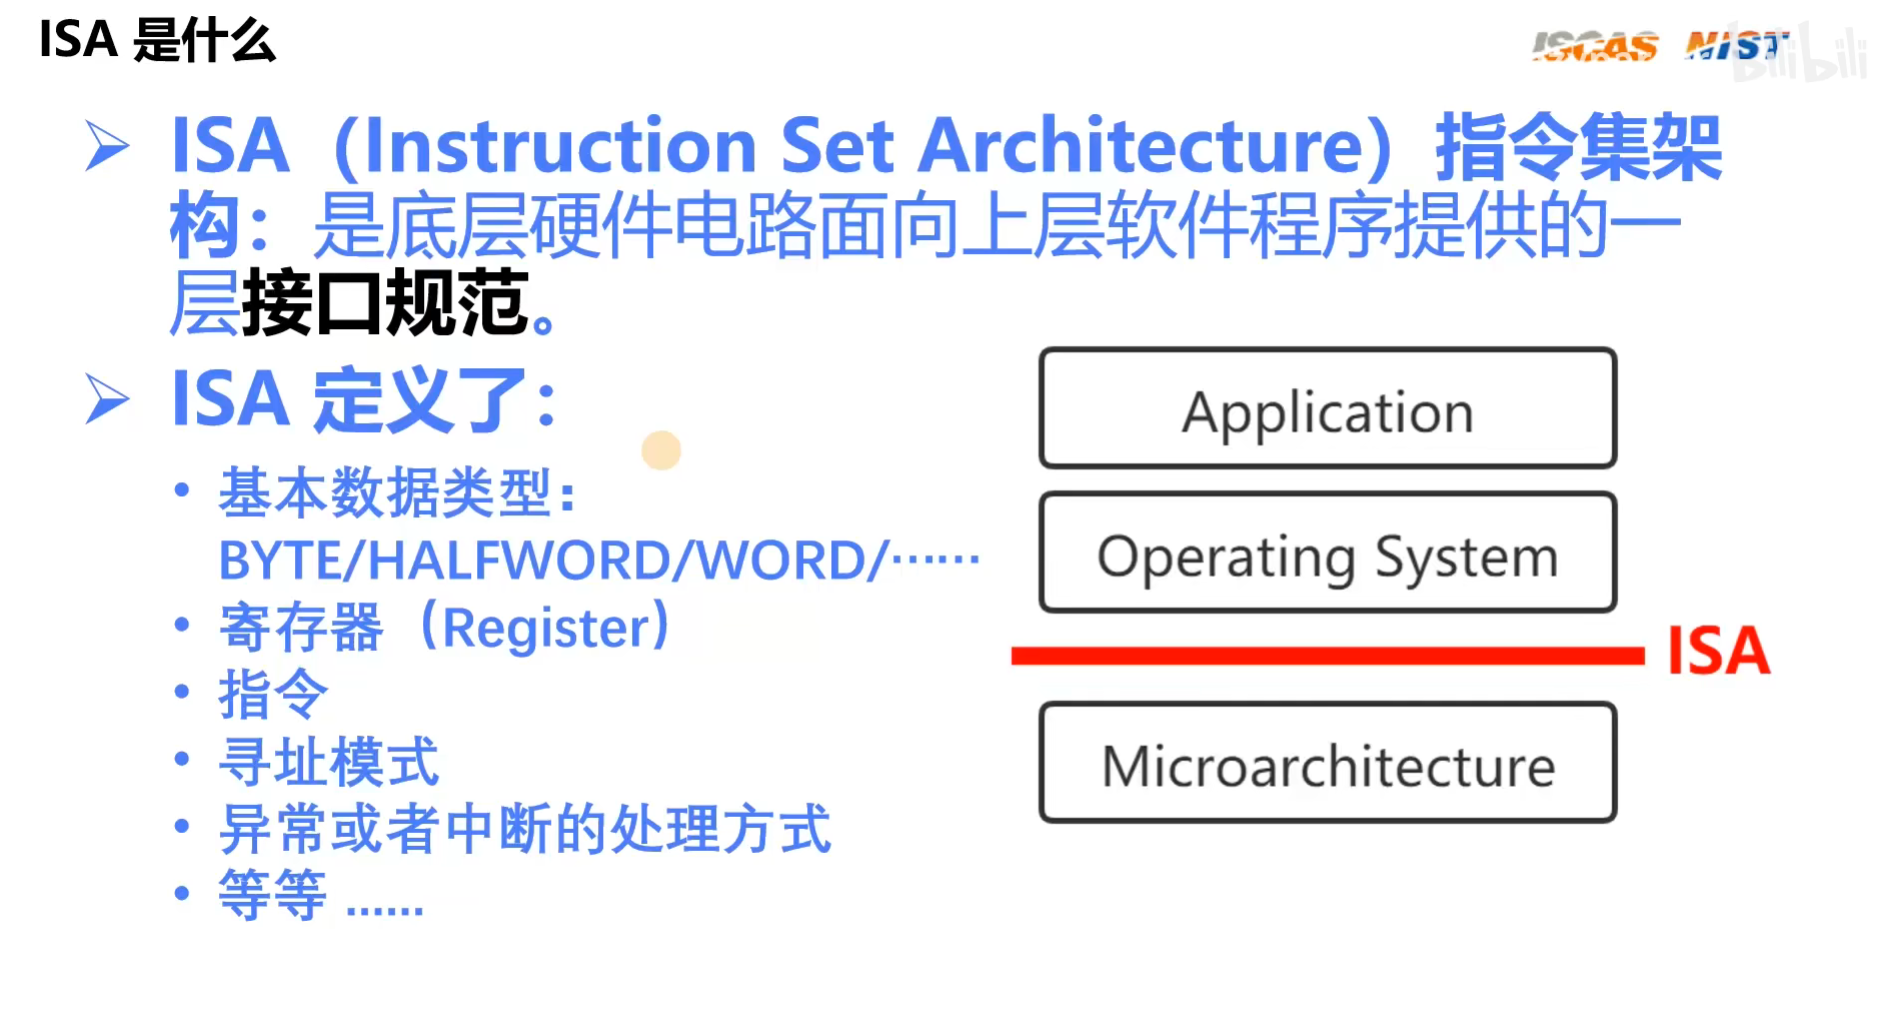 ISA 是什么
ISCAS NIST
bilibili
ISA（Instruction Set Architecture）指令集架
构：是底层硬件电路面向上层软件程序提供的一
层接口规范。
ISA 定义了：
• 基本数据类型：
BYTE/HALFWORD/WORD/……
• 寄存器（Register）
• 指令
• 寻址模式
• 异常或者中断的处理方式
• 等等 ......
Application
Operating System
ISA
Microarchitecture